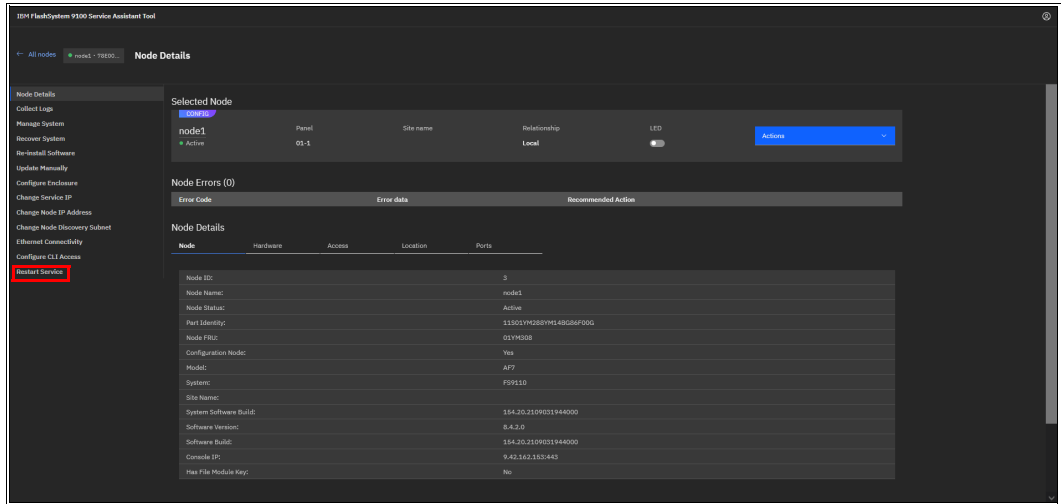 IBM FlashSystem 9100 Service Assistant Tool
← All nodes node1 - 78E00... Node Details
Node Details
Collect Logs
Manage System
Recover System
Re-install Software
Update Manually
Configure Enclosure
Change Service IP
Change Node IP Address
Change Node Discovery Subnet
Ethernet Connectivity
Configure CLI Access
Restart Service
Selected Node
CONFIG
node1 Panel Site name Relationship LED Actions
Active 01-1 Local
Node Errors (0)
Error Code Error data Recommended Action
Node Details
Node Hardware Access Location Ports
Node ID: 3
Node Name: node1
Node Status: Active
Part Identity: 11S01YM288YM14BG86F00G
Node FRU: 01YM308
Configuration Node: Yes
Model: AF7
System: FS9110
Site Name:
System Software Build: 154.20.2109031944000
Software Version: 8.4.2.0
Software Build: 154.20.2109031944000
Console IP: 9.42.162.153:443
Has File Module Key: No